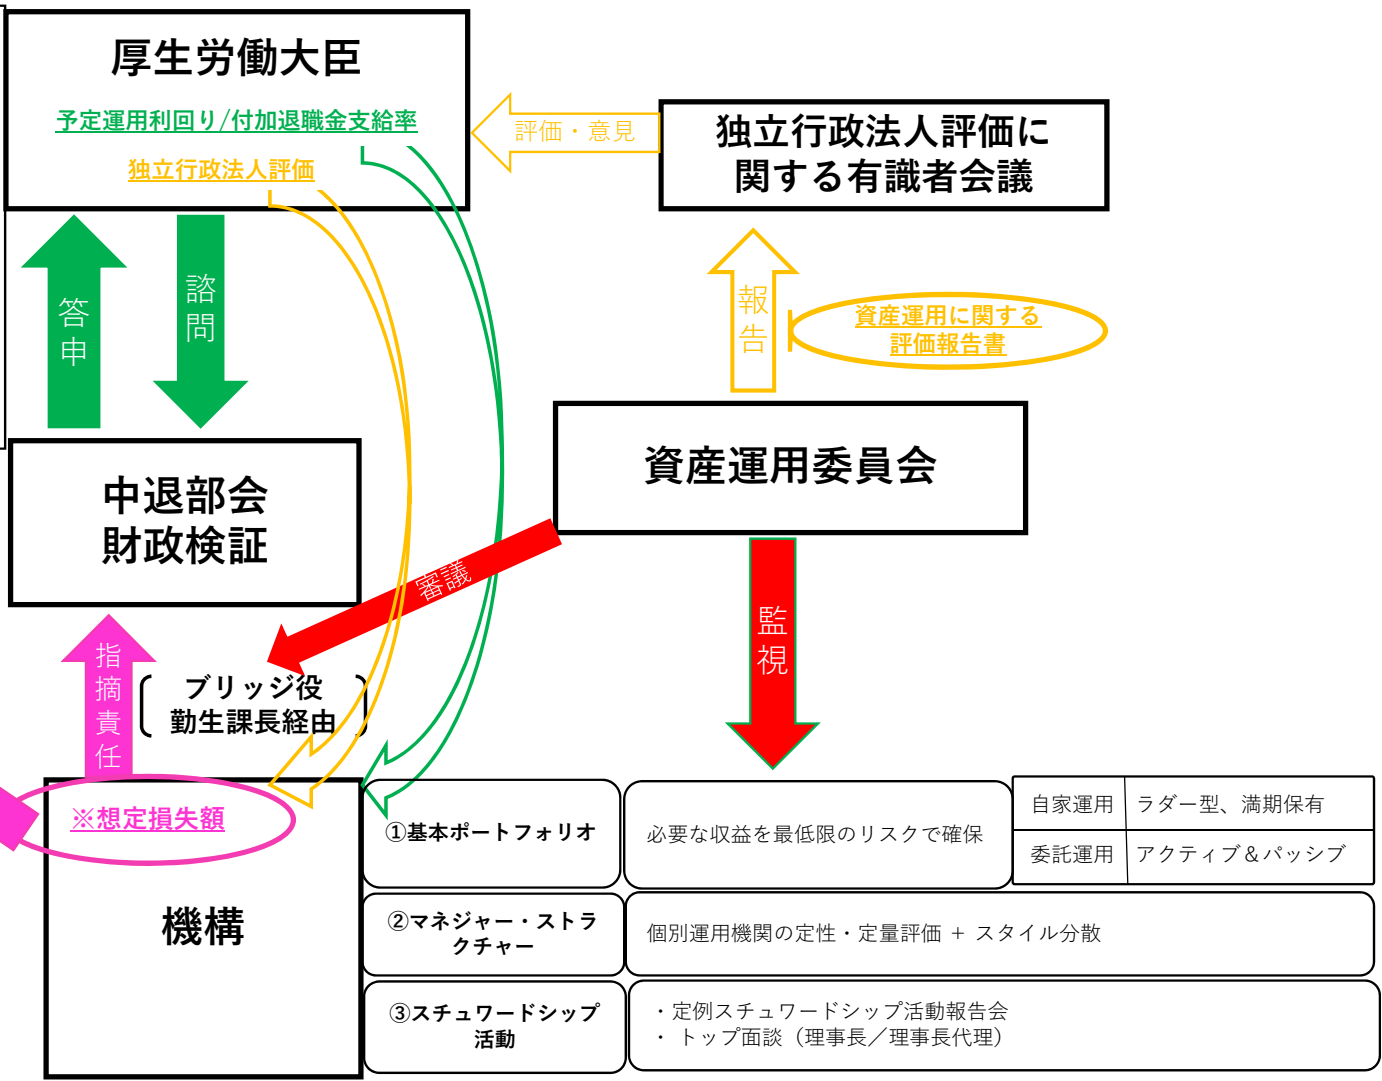 厚生労働大臣
予定運用利回り/付加退職金支給率
独立行政法人評価
評価・意見
独立行政法人評価に
関する有識者会議
答申
諮問
報告
資産運用に関する
評価報告書
中退部会
財政検証
資産運用委員会
審議
監視
指摘責任
ブリッジ役
勤生課長経由
※想定損失額
機構
①基本ポートフォリオ
必要な収益を最低限のリスクで確保
自家運用
ラダー型、満期保有
委託運用
アクティブ&パッシブ
②マネジャー・ストラ
クチャー
個別運用機関の定性・定量評価 + スタイル分散
③スチュワードシップ
活動
・定例スチュワードシップ活動報告会
・ トップ面談（理事長／理事長代理）